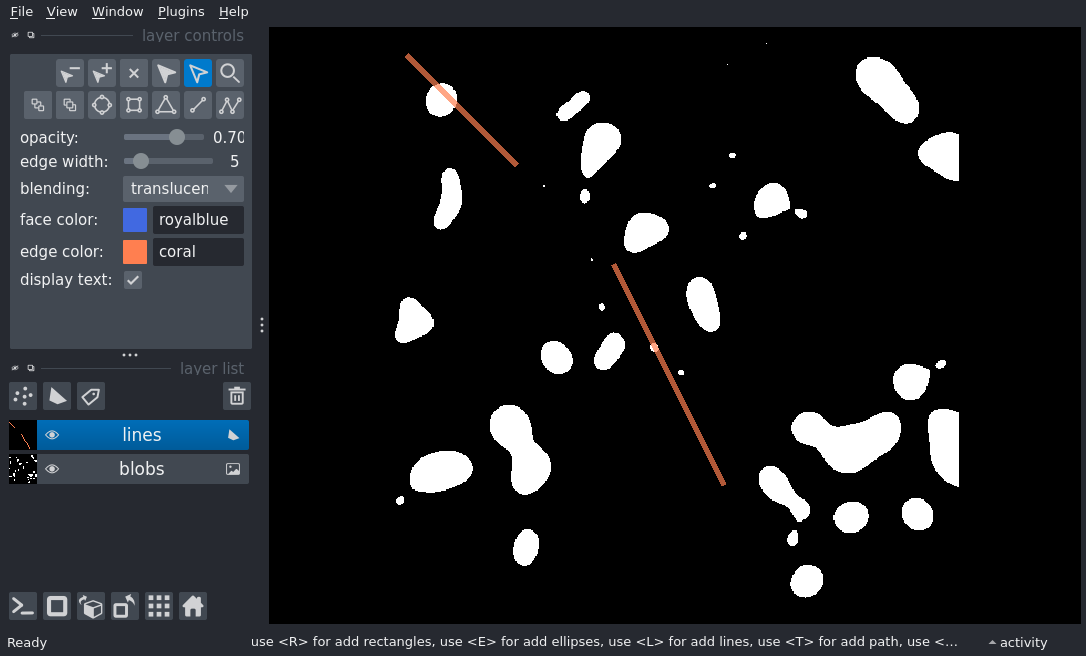 File View Window Plugins Help
layer controls
opacity: 0.70
edge width: 5
blending: translucen
face color: royalblue
edge color: coral
display text:
layer list
lines
blobs
Ready use <R> for add rectangles, use <E> for add ellipses, use <L> for add lines, use <T> for add path, use <... activity